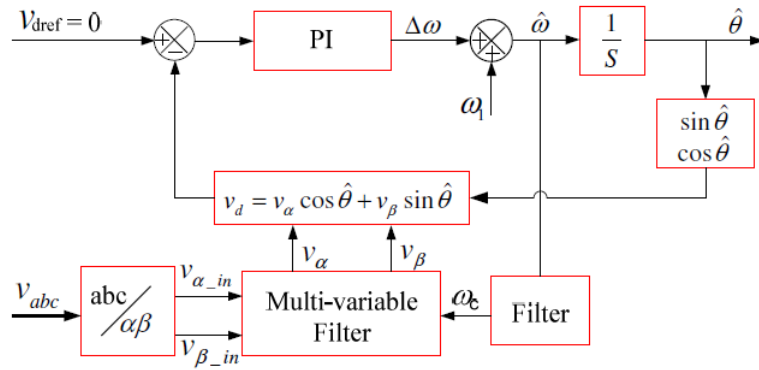 V_dref = 0
+
−
PI
Δω
+
+
ω̂
1/S
θ̂
ω_1
sin θ̂
cos θ̂
v_d = v_α cos θ̂ + v_β sin θ̂
v_α
v_β
v_abc
abc/αβ
v_α_in
v_β_in
Multi-variable
Filter
ω_c
Filter